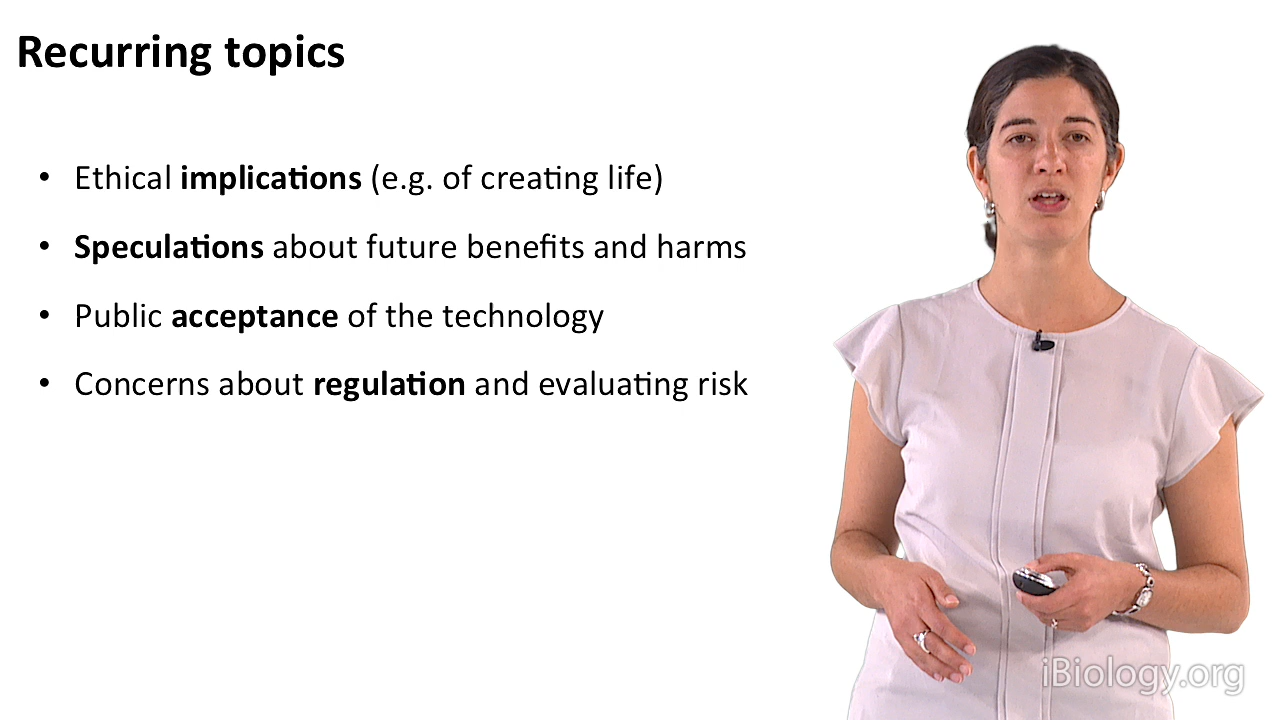 Recurring topics
• Ethical implications (e.g. of creating life)
• Speculations about future benefits and harms
• Public acceptance of the technology
• Concerns about regulation and evaluating risk
iBiology.org